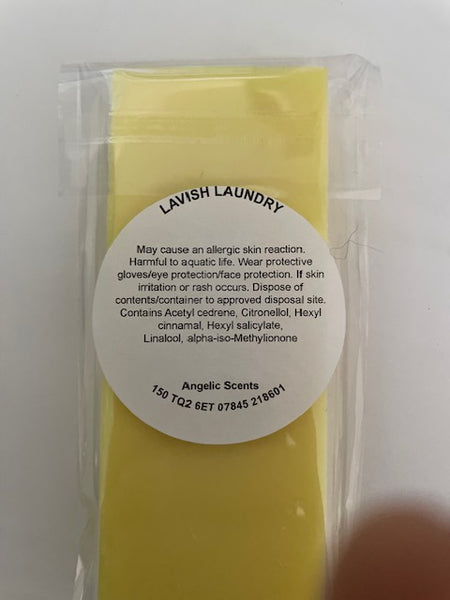 LAVISH LAUNDRY
May cause an allergic skin reaction.
Harmful to aquatic life. Wear protective
gloves/eye protection/face protection. If skin
irritation or rash occurs. Dispose of
contents/container to approved disposal site.
Contains Acetyl cedrene, Citronellol, Hexyl
cinnamal, Hexyl salicylate,
Linalool, alpha-iso-Methylionone
Angelic Scents
150 TQ2 6ET 07845 218601